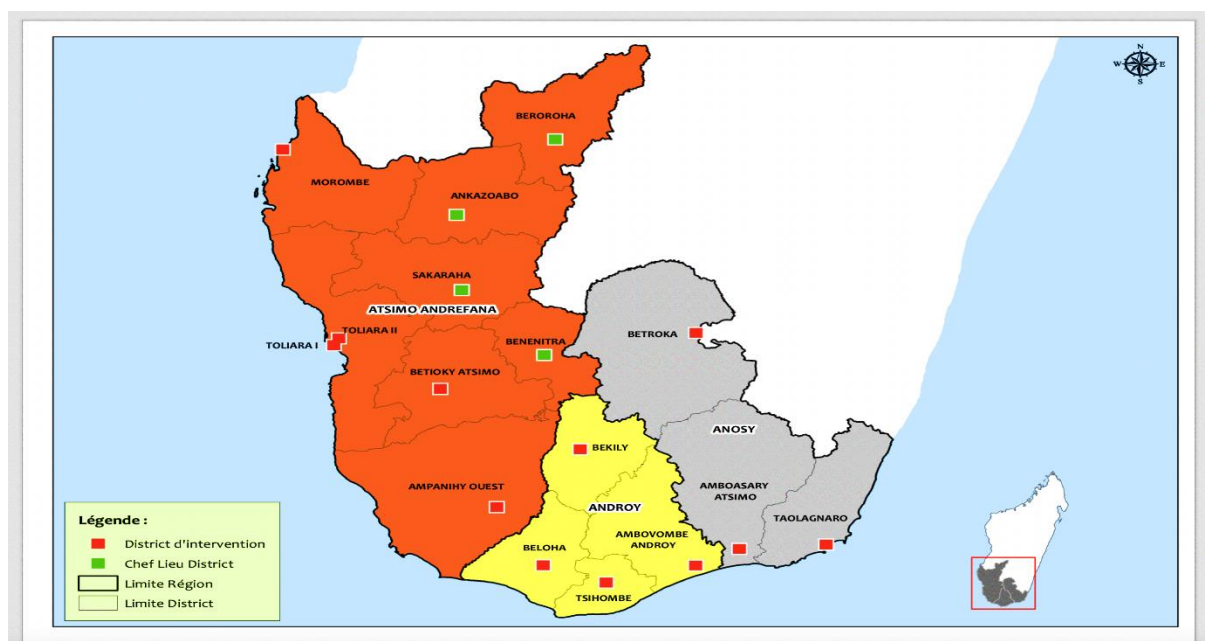 N
W E
S
BEROROHA
MOROMBE
ANKAZOABO
SAKARAHA
ATSIMO ANDREFANA
TOLIARA II
TOLIARA I
BENENITRA
BETROKA
BETIOKY ATSIMO
ANOSY
BEKILY
AMPANIHY OUEST
AMBOASARY
ATSIMO
ANDROY
TAOLAGNARO
AMBOVOMBE
ANDROY
BELOHA
TSIHOMBE
Légende :
District d'intervention
Chef Lieu District
Limite Région
Limite District